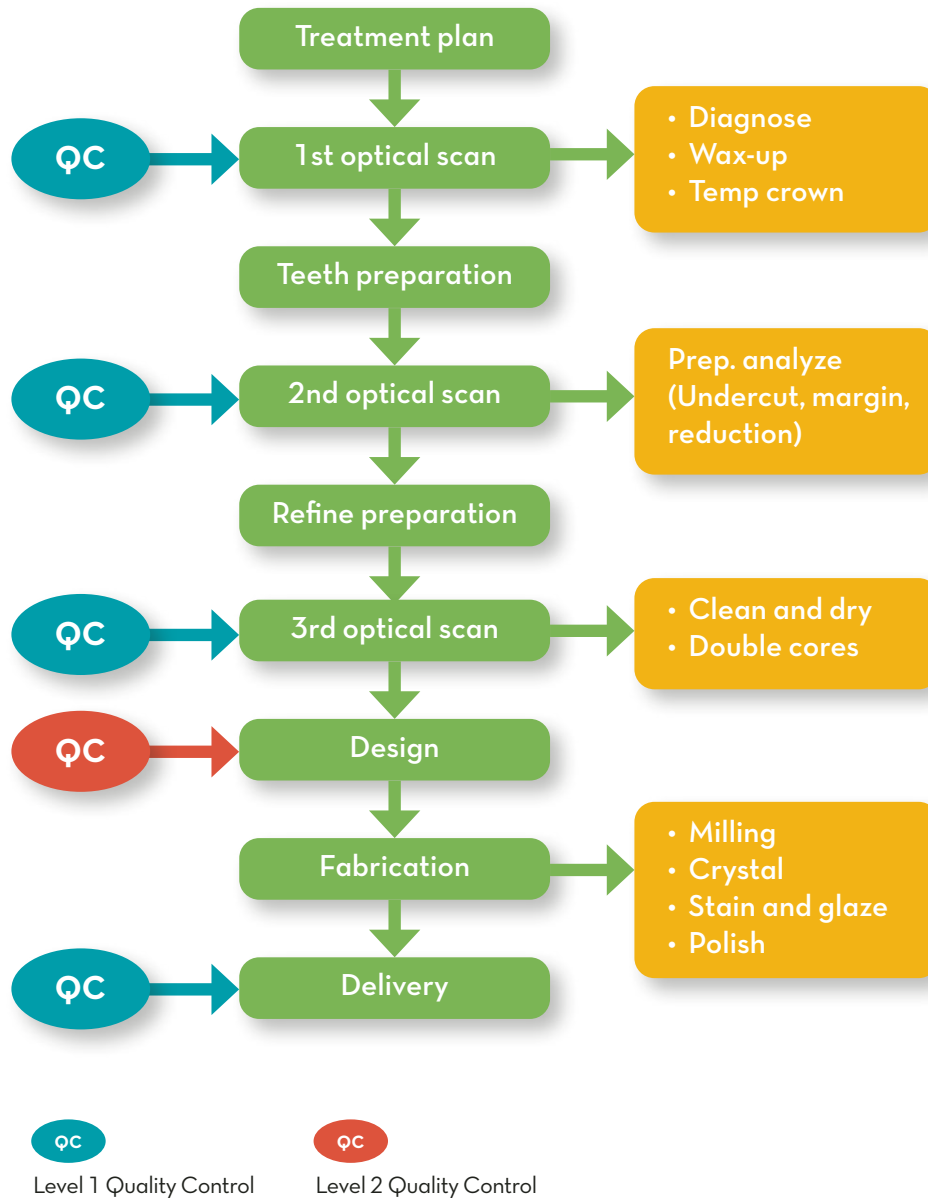 Treatment plan
QC
1st optical scan
• Diagnose
• Wax-up
• Temp crown
Teeth preparation
QC
2nd optical scan
Prep. analyze
(Undercut, margin,
reduction)
Refine preparation
QC
3rd optical scan
• Clean and dry
• Double cores
QC
Design
Fabrication
• Milling
• Crystal
• Stain and glaze
• Polish
QC
Delivery
QC
Level 1 Quality Control
QC
Level 2 Quality Control